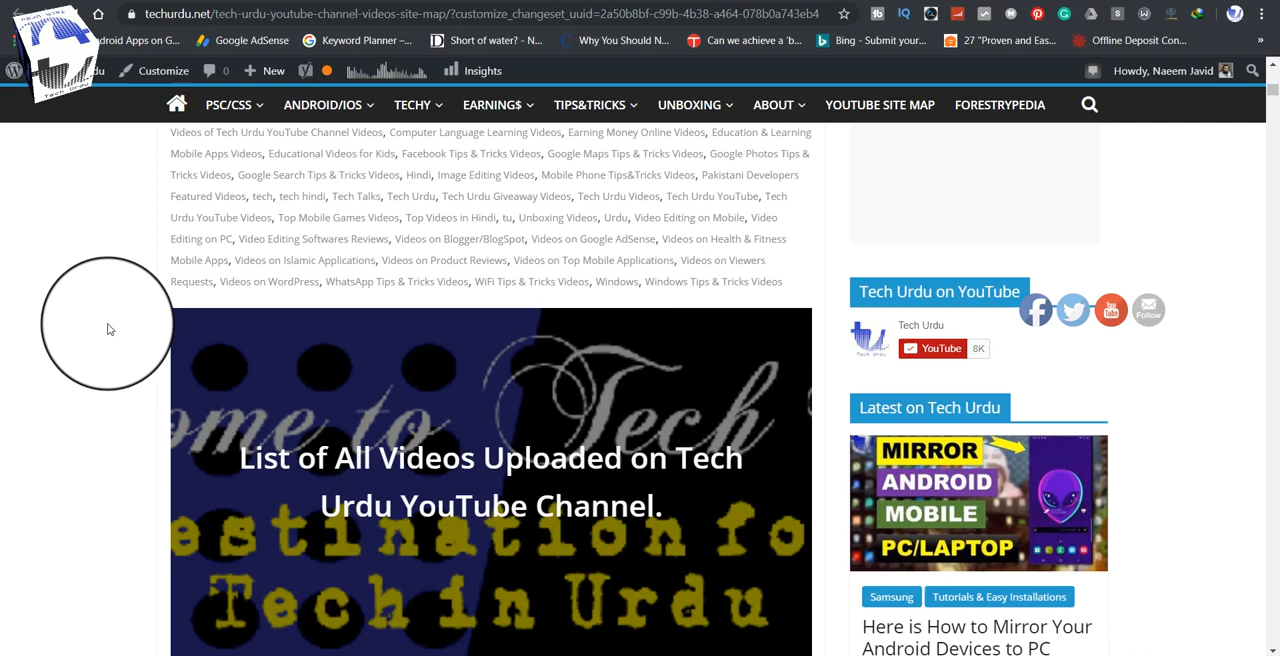 techurdu.net/tech-urdu-youtube-channel-videos-site-map/?customize_changeset_uuid=2a50b8bf-c99b-4b38-a464-078b0a743eb4
ndroid Apps on G...
Google AdSense
Keyword Planner –...
Short of water? - N...
Why You Should N...
Can we achieve a 'b...
Bing - Submit your...
27 "Proven and Eas...
Offline Deposit Con...
»
Customize
0
+ New
Insights
Howdy, Naeem Javid
Tech Urdu
PSC/CSS
ANDROID/IOS
TECHY
EARNING$
TIPS&TRICKS
UNBOXING
ABOUT
YOUTUBE SITE MAP
FORESTRYPEDIA
Videos of Tech Urdu YouTube Channel Videos, Computer Language Learning Videos, Earning Money Online Videos, Education & Learning
Mobile Apps Videos, Educational Videos for Kids, Facebook Tips & Tricks Videos, Google Maps Tips & Tricks Videos, Google Photos Tips &
Tricks Videos, Google Search Tips & Tricks Videos, Hindi, Image Editing Videos, Mobile Phone Tips&Tricks Videos, Pakistani Developers
Featured Videos, tech, tech hindi, Tech Talks, Tech Urdu, Tech Urdu Giveaway Videos, Tech Urdu Videos, Tech Urdu YouTube, Tech
Urdu YouTube Videos, Top Mobile Games Videos, Top Videos in Hindi, tu, Unboxing Videos, Urdu, Video Editing on Mobile, Video
Editing on PC, Video Editing Softwares Reviews, Videos on Blogger/BlogSpot, Videos on Google AdSense, Videos on Health & Fitness
Mobile Apps, Videos on Islamic Applications, Videos on Product Reviews, Videos on Top Mobile Applications, Videos on Viewers
Requests, Videos on WordPress, WhatsApp Tips & Tricks Videos, WiFi Tips & Tricks Videos, Windows, Windows Tips & Tricks Videos
ome to Tech
List of All Videos Uploaded on Tech
Urdu YouTube Channel.
estination fo
Tech in Urdu
Tech Urdu on YouTube
Follow
Tech Urdu
Tech Urdu
YouTube 8K
Latest on Tech Urdu
MIRROR
ANDROID
MOBILE
PC/LAPTOP
Samsung
Tutorials & Easy Installations
Here is How to Mirror Your
Android Devices to PC